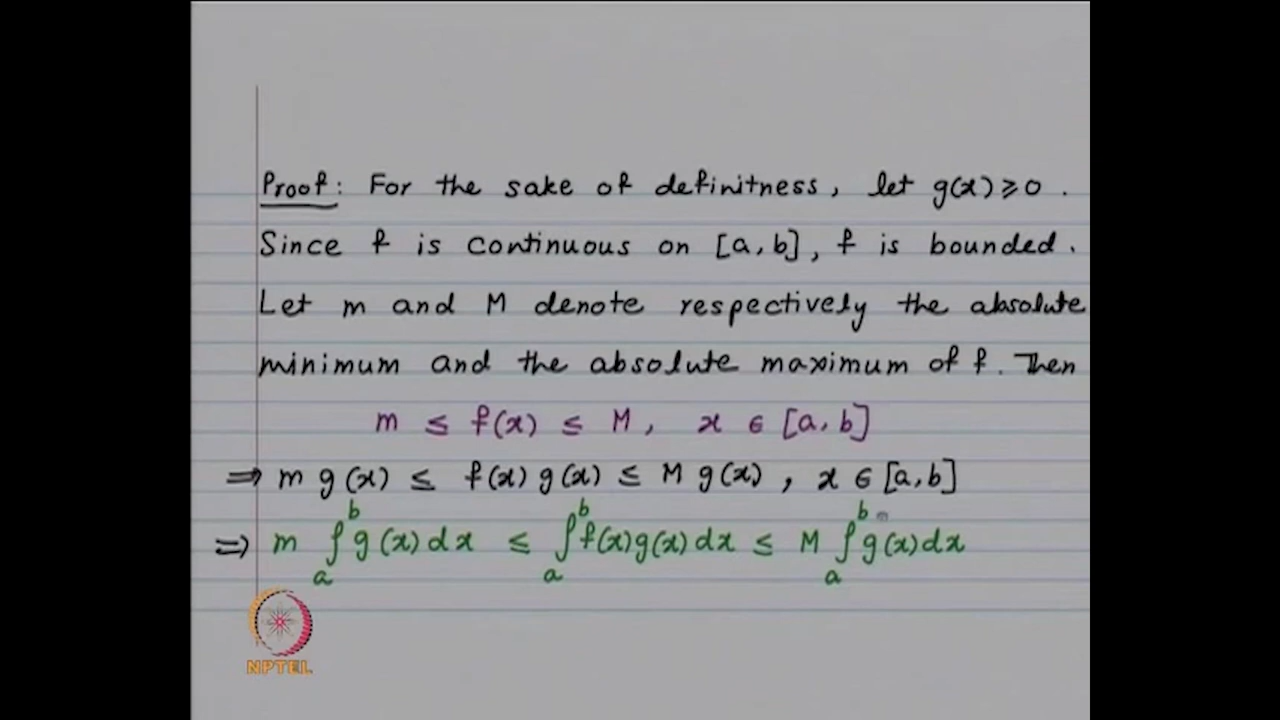 Proof: For the sake of definitness, let g(x) ≥ 0.
Since f is continuous on [a, b], f is bounded.
Let m and M denote respectively the absolute
minimum and the absolute maximum of f. Then
m ≤ f(x) ≤ M, x ∈ [a, b]
⇒ m g(x) ≤ f(x) g(x) ≤ M g(x), x ∈ [a, b]
⇒ m ∫_a^b g(x) dx ≤ ∫_a^b f(x) g(x) dx ≤ M ∫_a^b g(x) dx
NPTEL